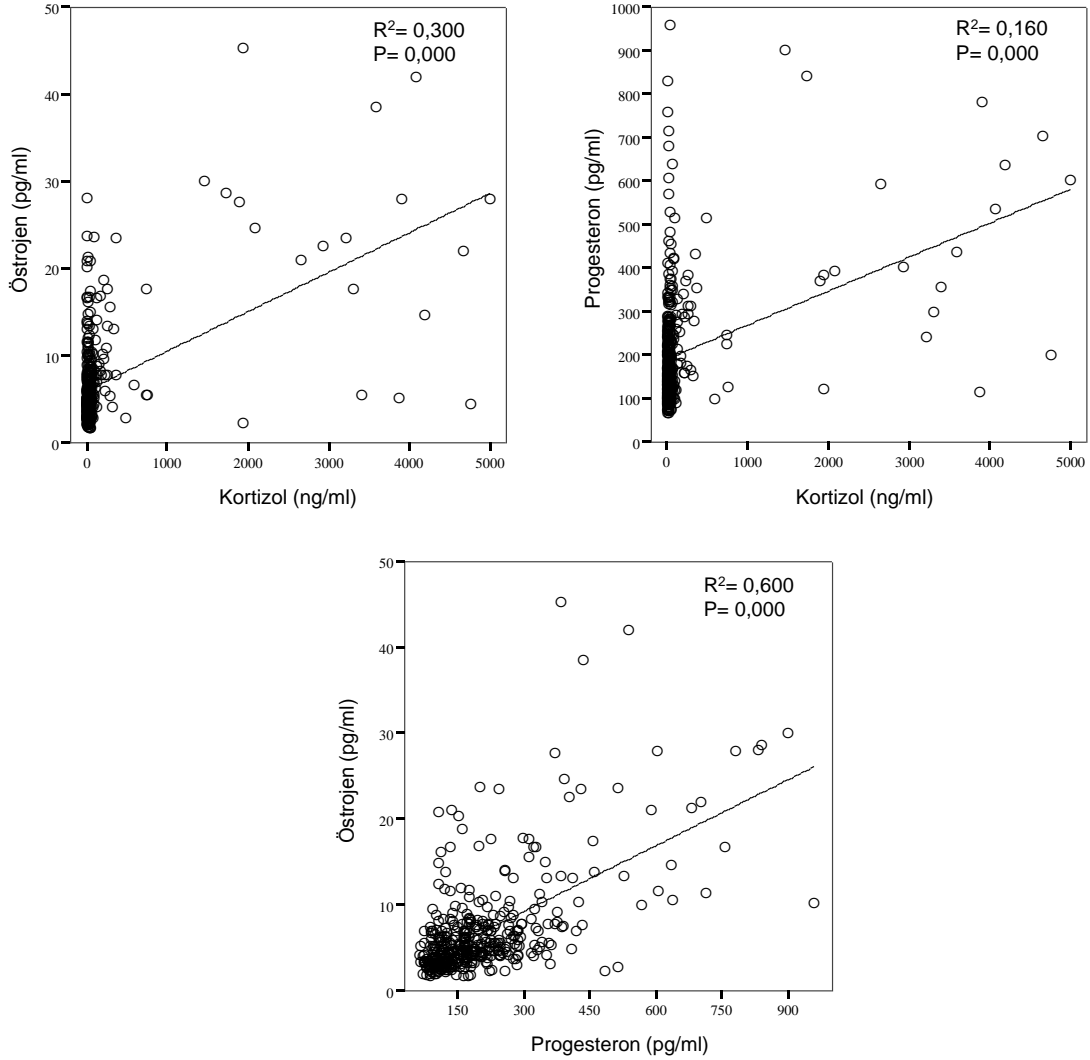 50
40
30
20
10
0
Östrojen (pg/ml)
R²= 0,300
P= 0,000
0 1000 2000 3000 4000 5000
Kortizol (ng/ml)
1000
900
800
700
600
500
400
300
200
100
0
Progesteron (pg/ml)
R²= 0,160
P= 0,000
0 1000 2000 3000 4000 5000
Kortizol (ng/ml)
50
40
30
20
10
0
Östrojen (pg/ml)
R²= 0,600
P= 0,000
150 300 450 600 750 900
Progesteron (pg/ml)